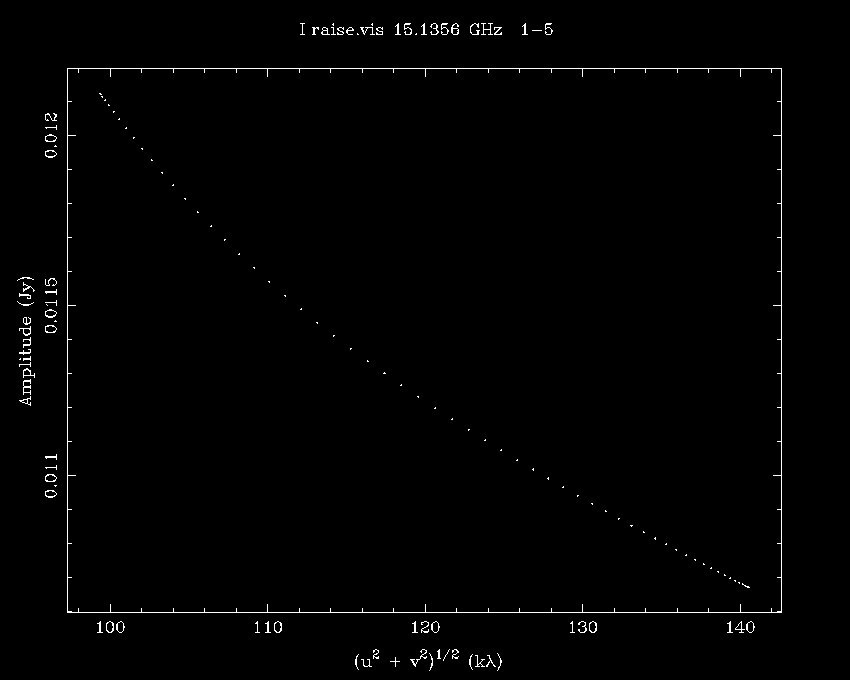 I raise.vis 15.1356 GHz 1−5
0.012
0.0115
0.011
Amplitude (Jy)
100 110 120 130 140
(u² + v²)^1/2 (kλ)